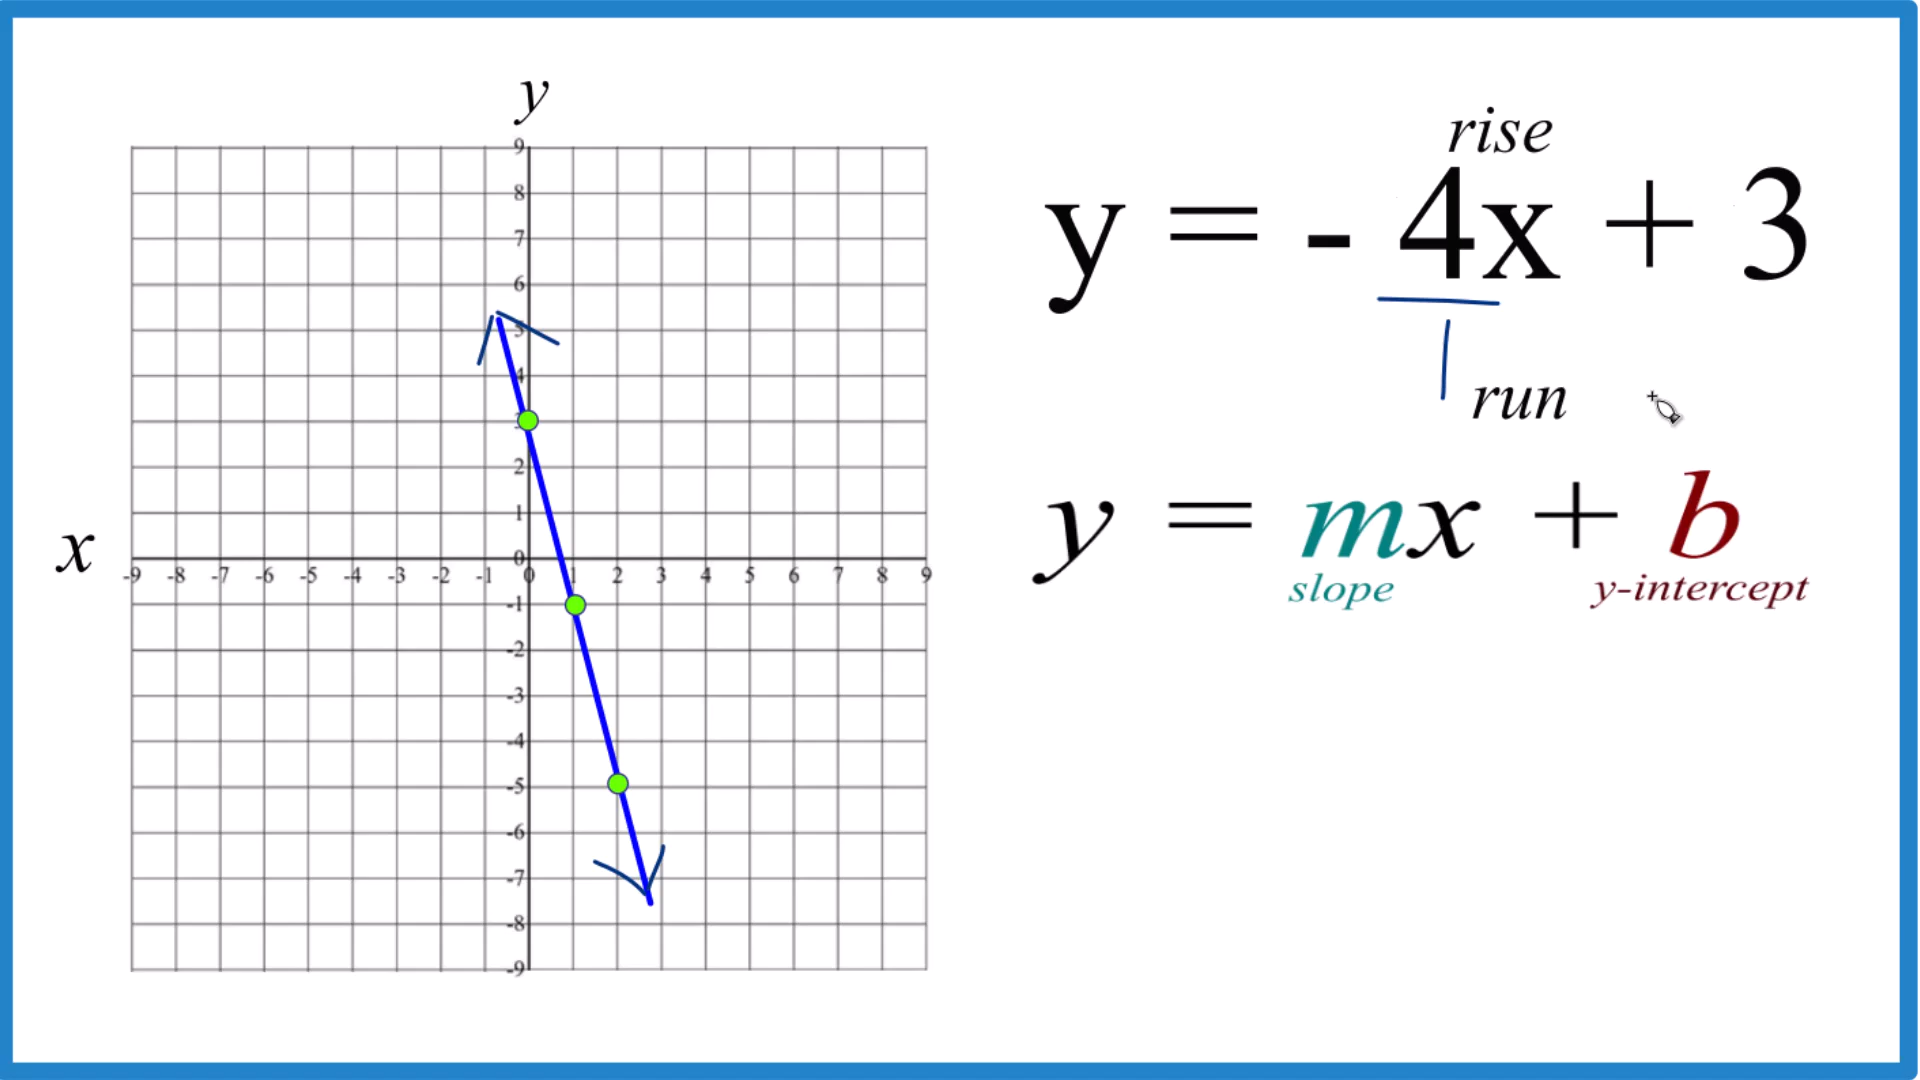 y
9
8
7
6
5
4
3
2
1
x
0
-9 -8 -7 -6 -5 -4 -3 -2 -1 0 1 2 3 4 5 6 7 8 9
-1
-2
-3
-4
-5
-6
-7
-8
-9
rise
y = - 4x + 3
1
run
y = mx + b
slope y-intercept